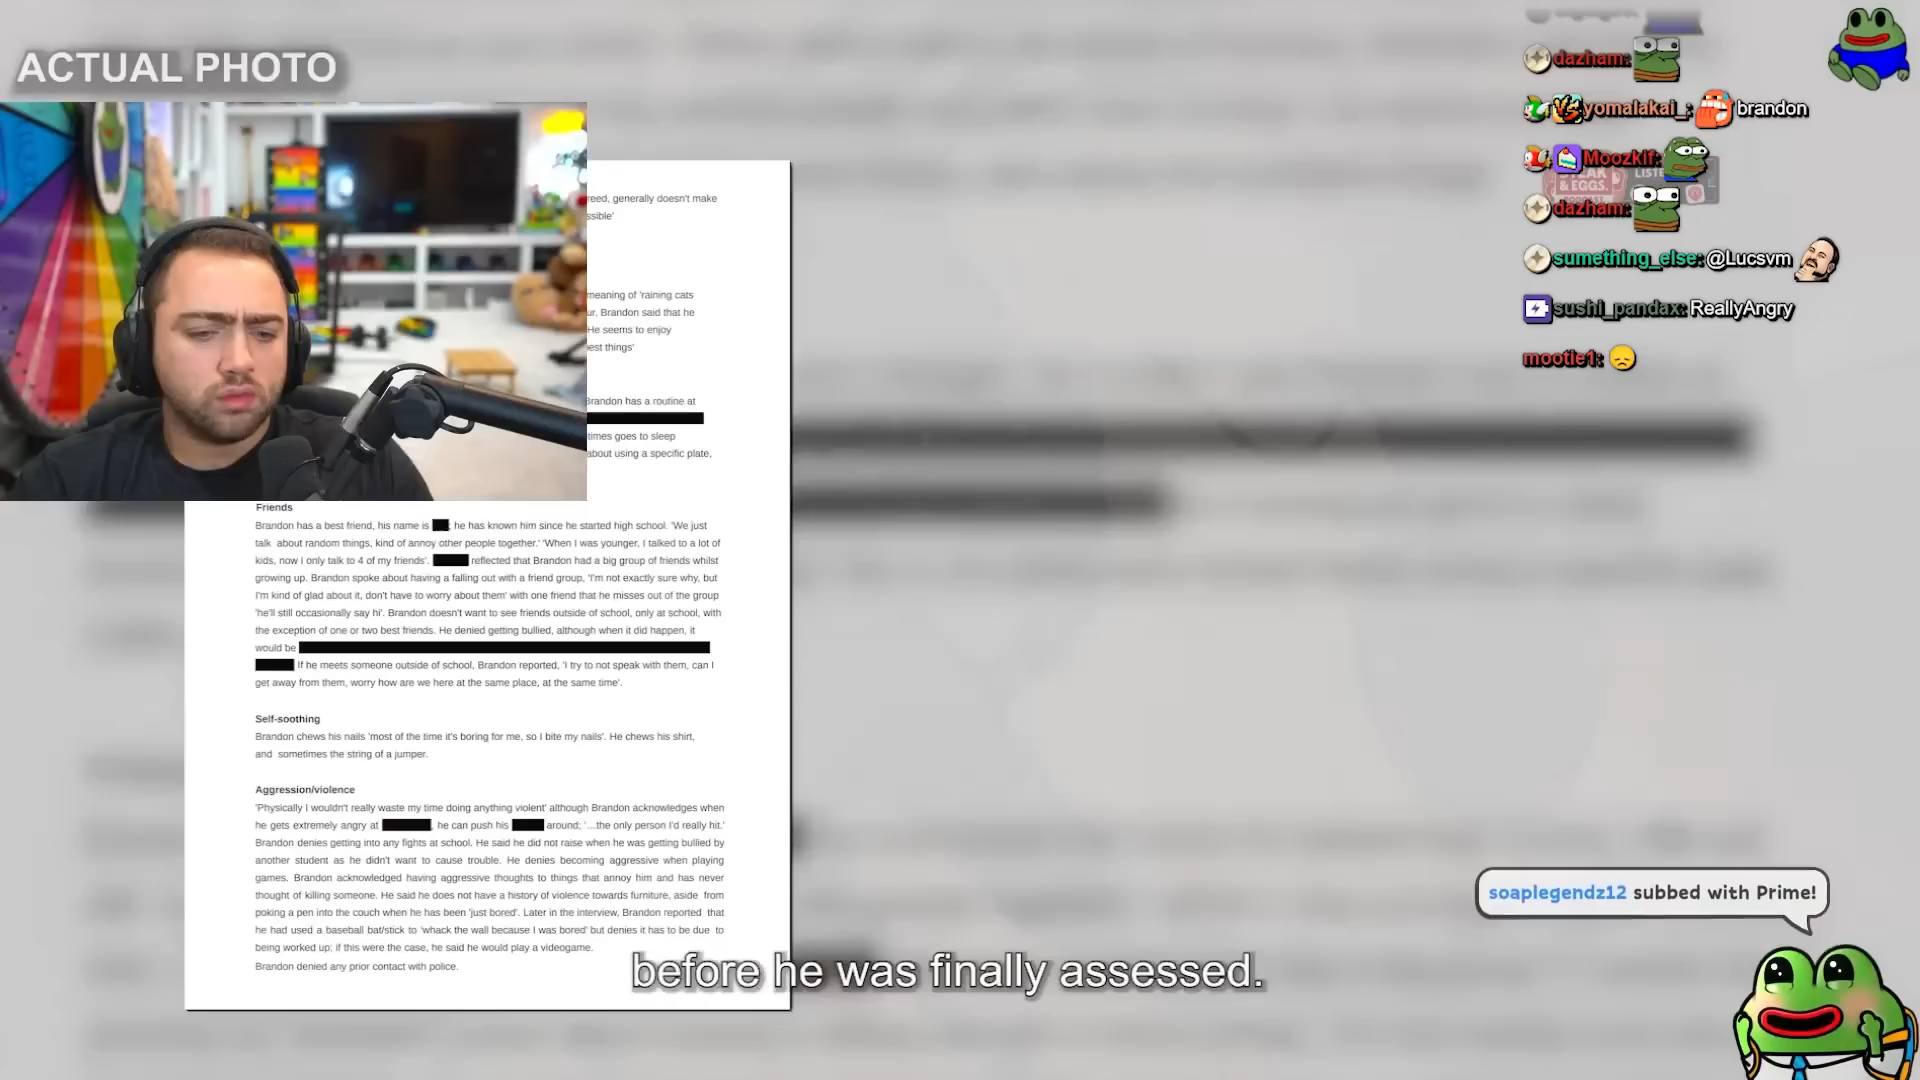 ACTUAL PHOTO
dazham:
yomalakai_: brandon
Moozklf:
STEAK LISTE
& EGGS.
dazham:
sumething_else: @Lucsvm
sushi_pandax: ReallyAngry
mootie1:
reed, generally doesn't make
ssible'
meaning of 'raining cats
ur, Brandon said that he
He seems to enjoy
est things'
Brandon has a routine at
times goes to sleep
about using a specific plate,
Friends
Brandon has a best friend, his name is , he has known him since he started high school. 'We just
talk about random things, kind of annoy other people together.' 'When I was younger, I talked to a lot of
kids, now I only talk to 4 of my friends'. reflected that Brandon had a big group of friends whilst
growing up. Brandon spoke about having a falling out with a friend group, 'I'm not exactly sure why, but
I'm kind of glad about it, don't have to worry about them' with one friend that he misses out of the group
'he'll still occasionally say hi'. Brandon doesn't want to see friends outside of school, only at school, with
the exception of one or two best friends. He denied getting bullied, although when it did happen, it
would be
If he meets someone outside of school, Brandon reported, 'I try to not speak with them, can I
get away from them, worry how are we here at the same place, at the same time'.
Self-soothing
Brandon chews his nails 'most of the time it's boring for me, so I bite my nails'. He chews his shirt,
and sometimes the string of a jumper.
Aggression/violence
'Physically I wouldn't really waste my time doing anything violent' although Brandon acknowledges when
he gets extremely angry at , he can push his around; '...the only person I'd really hit.'
Brandon denies getting into any fights at school. He said he did not raise when he was getting bullied by
another student as he didn't want to cause trouble. He denies becoming aggressive when playing
games. Brandon acknowledged having aggressive thoughts to things that annoy him and has never
thought of killing someone. He said he does not have a history of violence towards furniture, aside from
poking a pen into the couch when he has been 'just bored'. Later in the interview, Brandon reported that
he had used a baseball bat/stick to 'whack the wall because I was bored' but denies it has to be due to
being worked up; if this were the case, he said he would play a videogame.
Brandon denied any prior contact with police.
soaplegendz12 subbed with Prime!
before he was finally assessed.